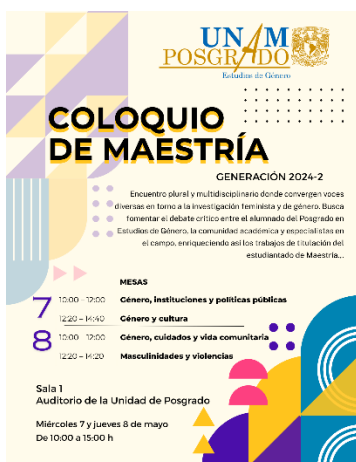 UNAM
POSGRADO
Estudios de Género
COLOQUIO
DE MAESTRÍA
GENERACIÓN 2024-2
Encuentro plural y multidisciplinario donde convergen voces
diversas en torno a la investigación feminista y de género. Busca
fomentar el debate crítico entre el alumnado del Posgrado en
Estudios de Género, la comunidad académica y especialistas en
el campo, enriqueciendo así los trabajos de titulación del
estudiantado de Maestría...
MESAS
7
10:00 - 12:00 Género, instituciones y políticas públicas
12:20 - 14:40 Género y cultura
8
10:00 - 12:00 Género, cuidados y vida comunitaria
12:20 - 14:20 Masculinidades y violencias
Sala 1
Auditorio de la Unidad de Posgrado
Miércoles 7 y jueves 8 de mayo
De 10:00 a 15:00 h